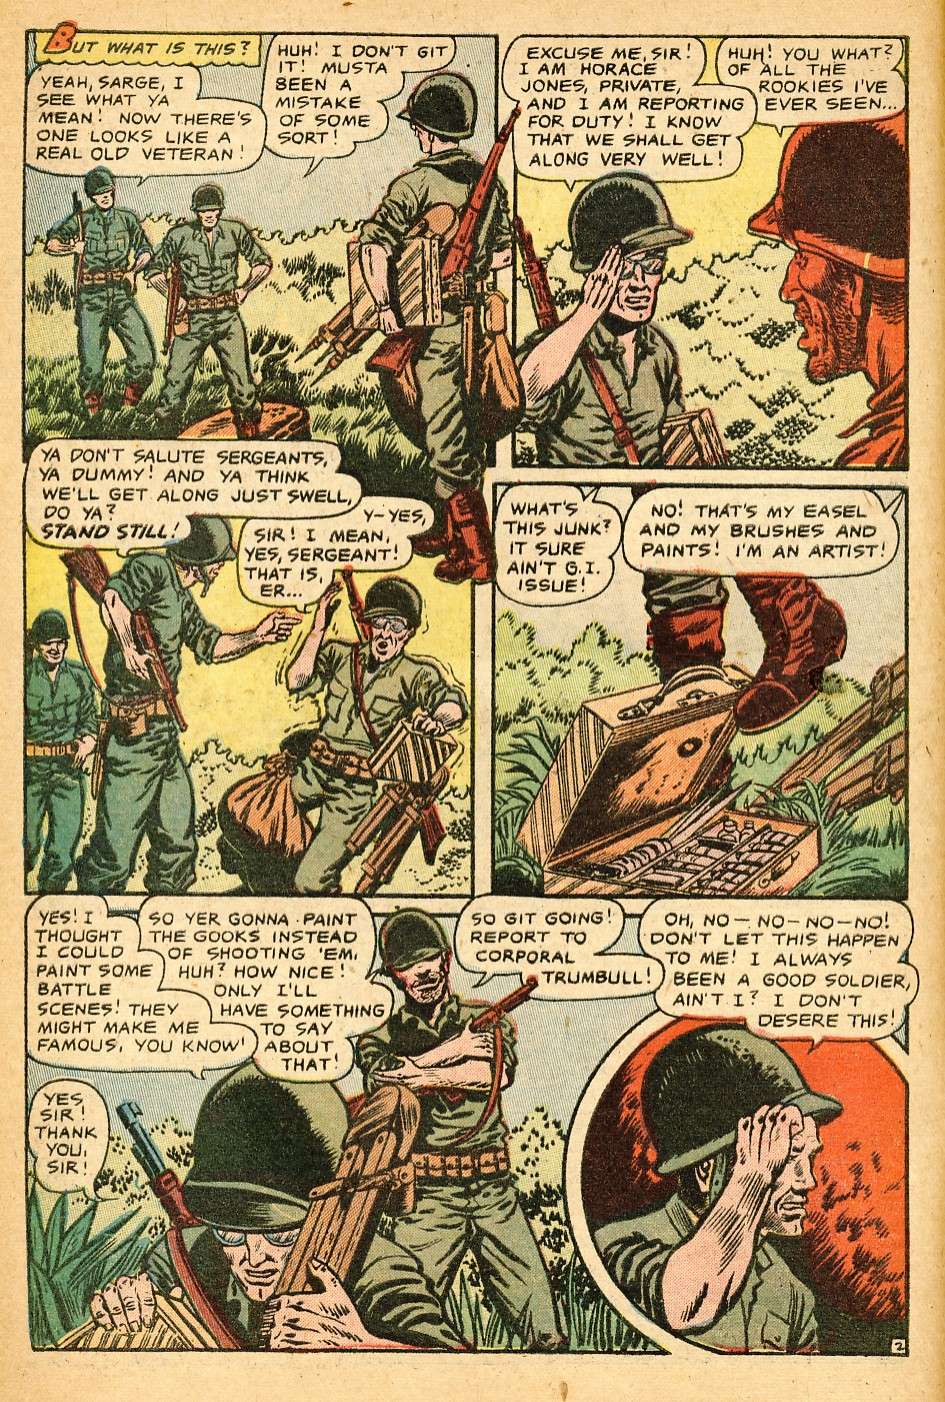 BUT WHAT IS THIS?
YEAH, SARGE, I
SEE WHAT YA
MEAN! NOW THERE'S
ONE LOOKS LIKE A
REAL OLD VETERAN!
HUH! I DON'T GIT
IT! MUSTA
BEEN A
MISTAKE
OF SOME
SORT!
EXCUSE ME, SIR!
I AM HORACE
JONES, PRIVATE,
AND I AM REPORTING
FOR DUTY! I KNOW
THAT WE SHALL GET
ALONG VERY WELL!
HUH! YOU WHAT?
OF ALL THE
ROOKIES I'VE
EVER SEEN...
YA DON'T SALUTE SERGEANTS,
YA DUMMY! AND YA THINK
WE'LL GET ALONG JUST SWELL,
DO YA?
STAND STILL!
Y-YES,
SIR! I MEAN,
YES, SERGEANT!
THAT IS,
ER...
WHAT'S
THIS JUNK?
IT SURE
AIN'T G.I.
ISSUE!
NO! THAT'S MY EASEL
AND MY BRUSHES AND
PAINTS! I'M AN ARTIST!
YES! I
THOUGHT
I COULD
PAINT SOME
BATTLE
SCENES! THEY
MIGHT MAKE ME
FAMOUS, YOU KNOW!
SO YER GONNA PAINT
THE GOOKS INSTEAD
OF SHOOTING 'EM,
HUH? HOW NICE!
ONLY I'LL
HAVE SOMETHING
TO SAY
ABOUT
THAT!
SO GIT GOING!
REPORT TO
CORPORAL
TRUMBULL!
YES,
SIR!
THANK
YOU,
SIR!
OH, NO-NO-NO-NO!
DON'T LET THIS HAPPEN
TO ME! I ALWAYS
BEEN A GOOD SOLDIER,
AIN'T I? I DON'T
DESERE THIS!
2